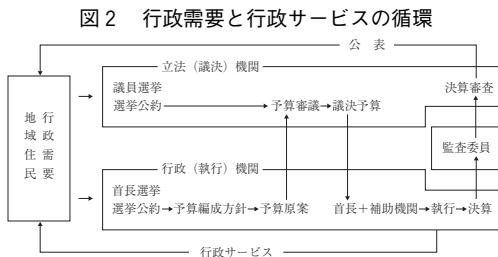 図2 行政需要と行政サービスの循環
公表
立法（議決）機関
議員選挙
選挙公約→予算審議→議決予算
決算審査
行政需要
地域住民
監査委員
行政（執行）機関
首長選挙
選挙公約→予算編成方針→予算原案
首長＋補助機関→執行→決算
行政サービス